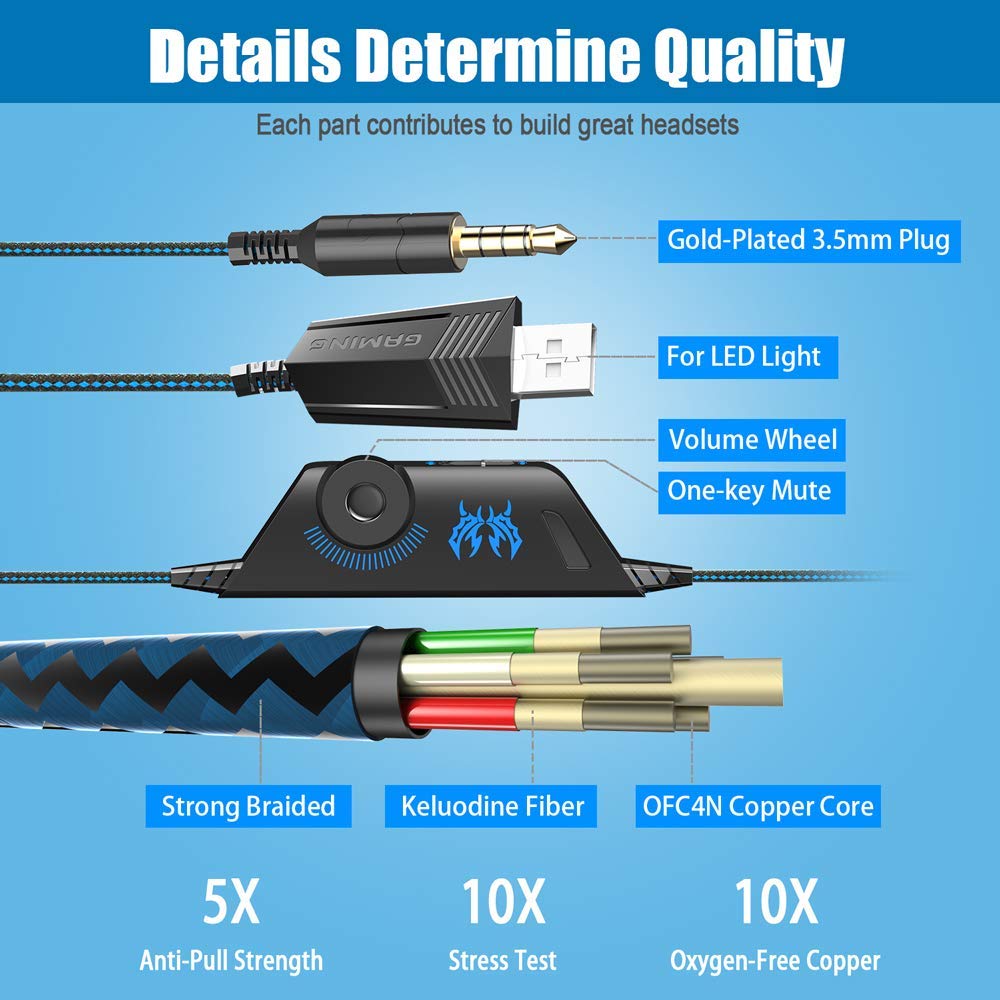 Details Determine Quality
Each part contributes to build great headsets
Gold-Plated 3.5mm Plug
GAMING
For LED Light
Volume Wheel
One-key Mute
Strong Braided
Keluodine Fiber
OFC4N Copper Core
5X
Anti-Pull Strength
10X
Stress Test
10X
Oxygen-Free Copper